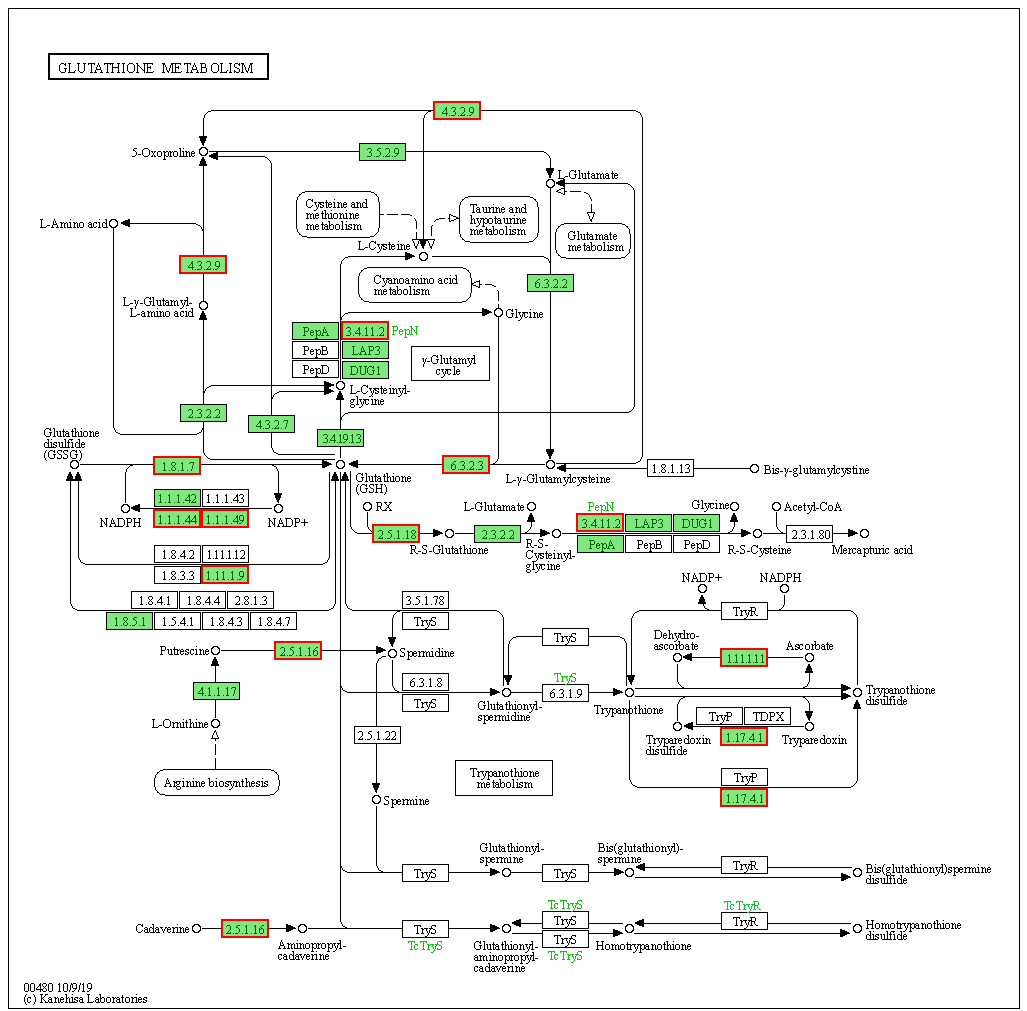 GLUTATHIONE METABOLISM
4.3.2.9
5-Oxoproline
3.5.2.9
L-Glutamate
Cysteine and
methionine
metabolism
Taurine and
hypotaurine
metabolism
L-Amino acid
Glutamate
metabolism
L-Cysteine
4.3.2.9
Cyanoamino acid
metabolism
6.3.2.2
L-γ-Glutamyl-
L-amino acid
Glycine
PepA
3.4.11.2
PepN
PepB
LAP3
γ-Glutamyl
cycle
PepD
DUG1
L-Cysteinyl-
glycine
2.3.2.2
4.3.2.7
3.4.19.13
Glutathione
disulfide
(GSSG)
1.8.1.7
Glutathione
(GSH)
6.3.2.3
L-γ-Glutamylcysteine
1.8.1.13
Bis-γ-glutamylcystine
1.1.1.42
1.1.1.43
NADPH
NADP+
1.1.1.44
1.1.1.49
RX
L-Glutamate
PepN
Glycine
Acetyl-CoA
2.5.1.18
R-S-Glutathione
2.3.2.2
R-S-
Cysteinyl-
glycine
3.4.11.2
LAP3
DUG1
PepA
PepB
PepD
R-S-Cysteine
2.3.1.80
Mercapturic acid
1.8.4.2
1.11.1.12
1.8.3.3
1.11.1.9
1.8.4.1
1.8.4.4
2.8.1.3
1.8.5.1
1.5.4.1
1.8.4.3
1.8.4.7
NADP+
NADPH
3.5.1.78
TryS
TryR
Putrescine
2.5.1.16
Spermidine
TryS
Dehydro-
ascorbate
Ascorbate
1.11.1.11
4.1.1.17
6.3.1.8
TryS
TryS
6.3.1.9
Glutathionyl-
spermidine
Trypanothione
Trypanothione
disulfide
L-Ornithine
2.5.1.22
TryP
TDPX
1.17.4.1
Tryparedoxin
disulfide
Tryparedoxin
Arginine biosynthesis
Trypanothione
metabolism
TryP
1.17.4.1
Spermine
Glutathionyl-
spermine
Bis(glutathionyl)-
spermine
TryS
TryS
TryR
Bis(glutathionyl)spermine
disulfide
Cadaverine
2.5.1.16
Aminopropyl-
cadaverine
TryS
TcTryS
Glutathionyl-
aminopropyl-
cadaverine
TcTryS
TryS
TryS
TcTryS
Homotrypanothione
TcTryR
TryR
Homotrypanothione
disulfide
00480 10/9/19
(c) Kanehisa Laboratories